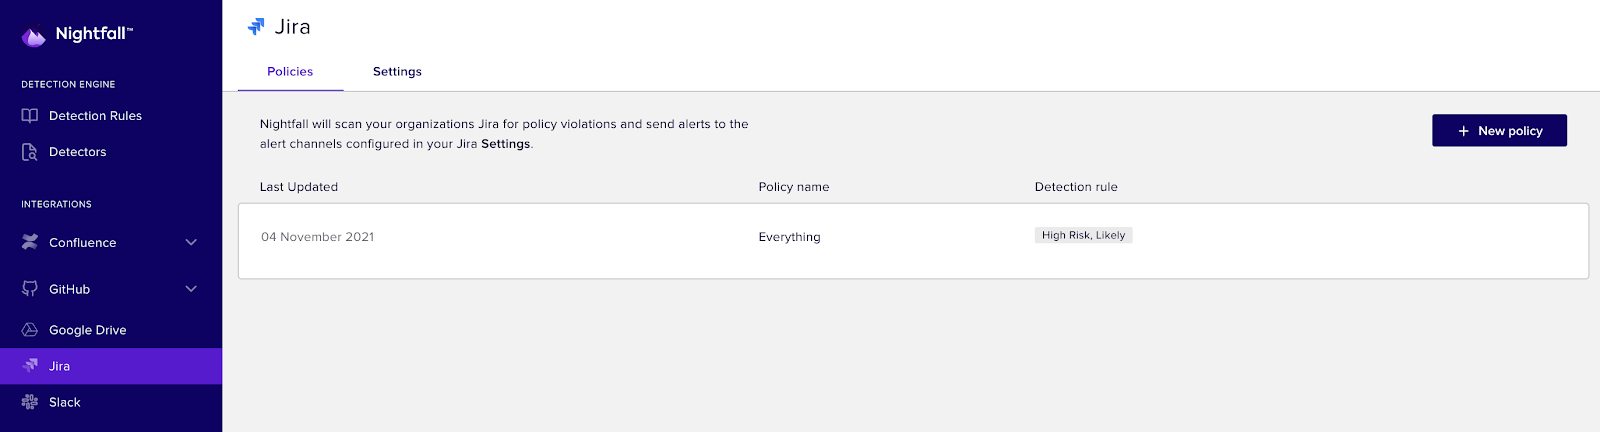 Nightfall™
DETECTION ENGINE
Detection Rules
Detectors
INTEGRATIONS
Confluence
GitHub
Google Drive
Jira
Slack
Jira
Policies
Settings
Nightfall will scan your organizations Jira for policy violations and send alerts to the
alert channels configured in your Jira Settings.
+ New policy
Last Updated
Policy name
Detection rule
04 November 2021
Everything
High Risk, Likely